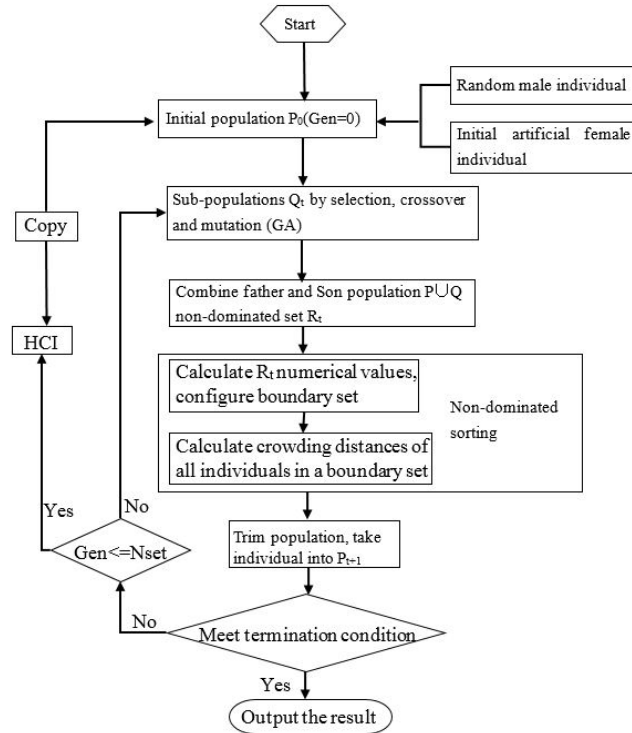 Start
Random male individual
Initial population P₀(Gen=0)
Initial artificial female
individual
Sub-populations Qₜ by selection, crossover
and mutation (GA)
Copy
Combine father and Son population P∪Q
non-dominated set Rₜ
HCI
Calculate Rₜ numerical values,
configure boundary set
Non-dominated
sorting
Calculate crowding distances of
all individuals in a boundary set
Yes
No
Trim population, take
individual into Pₜ₊₁
Gen<=Nset
No
Meet termination condition
Yes
Output the result